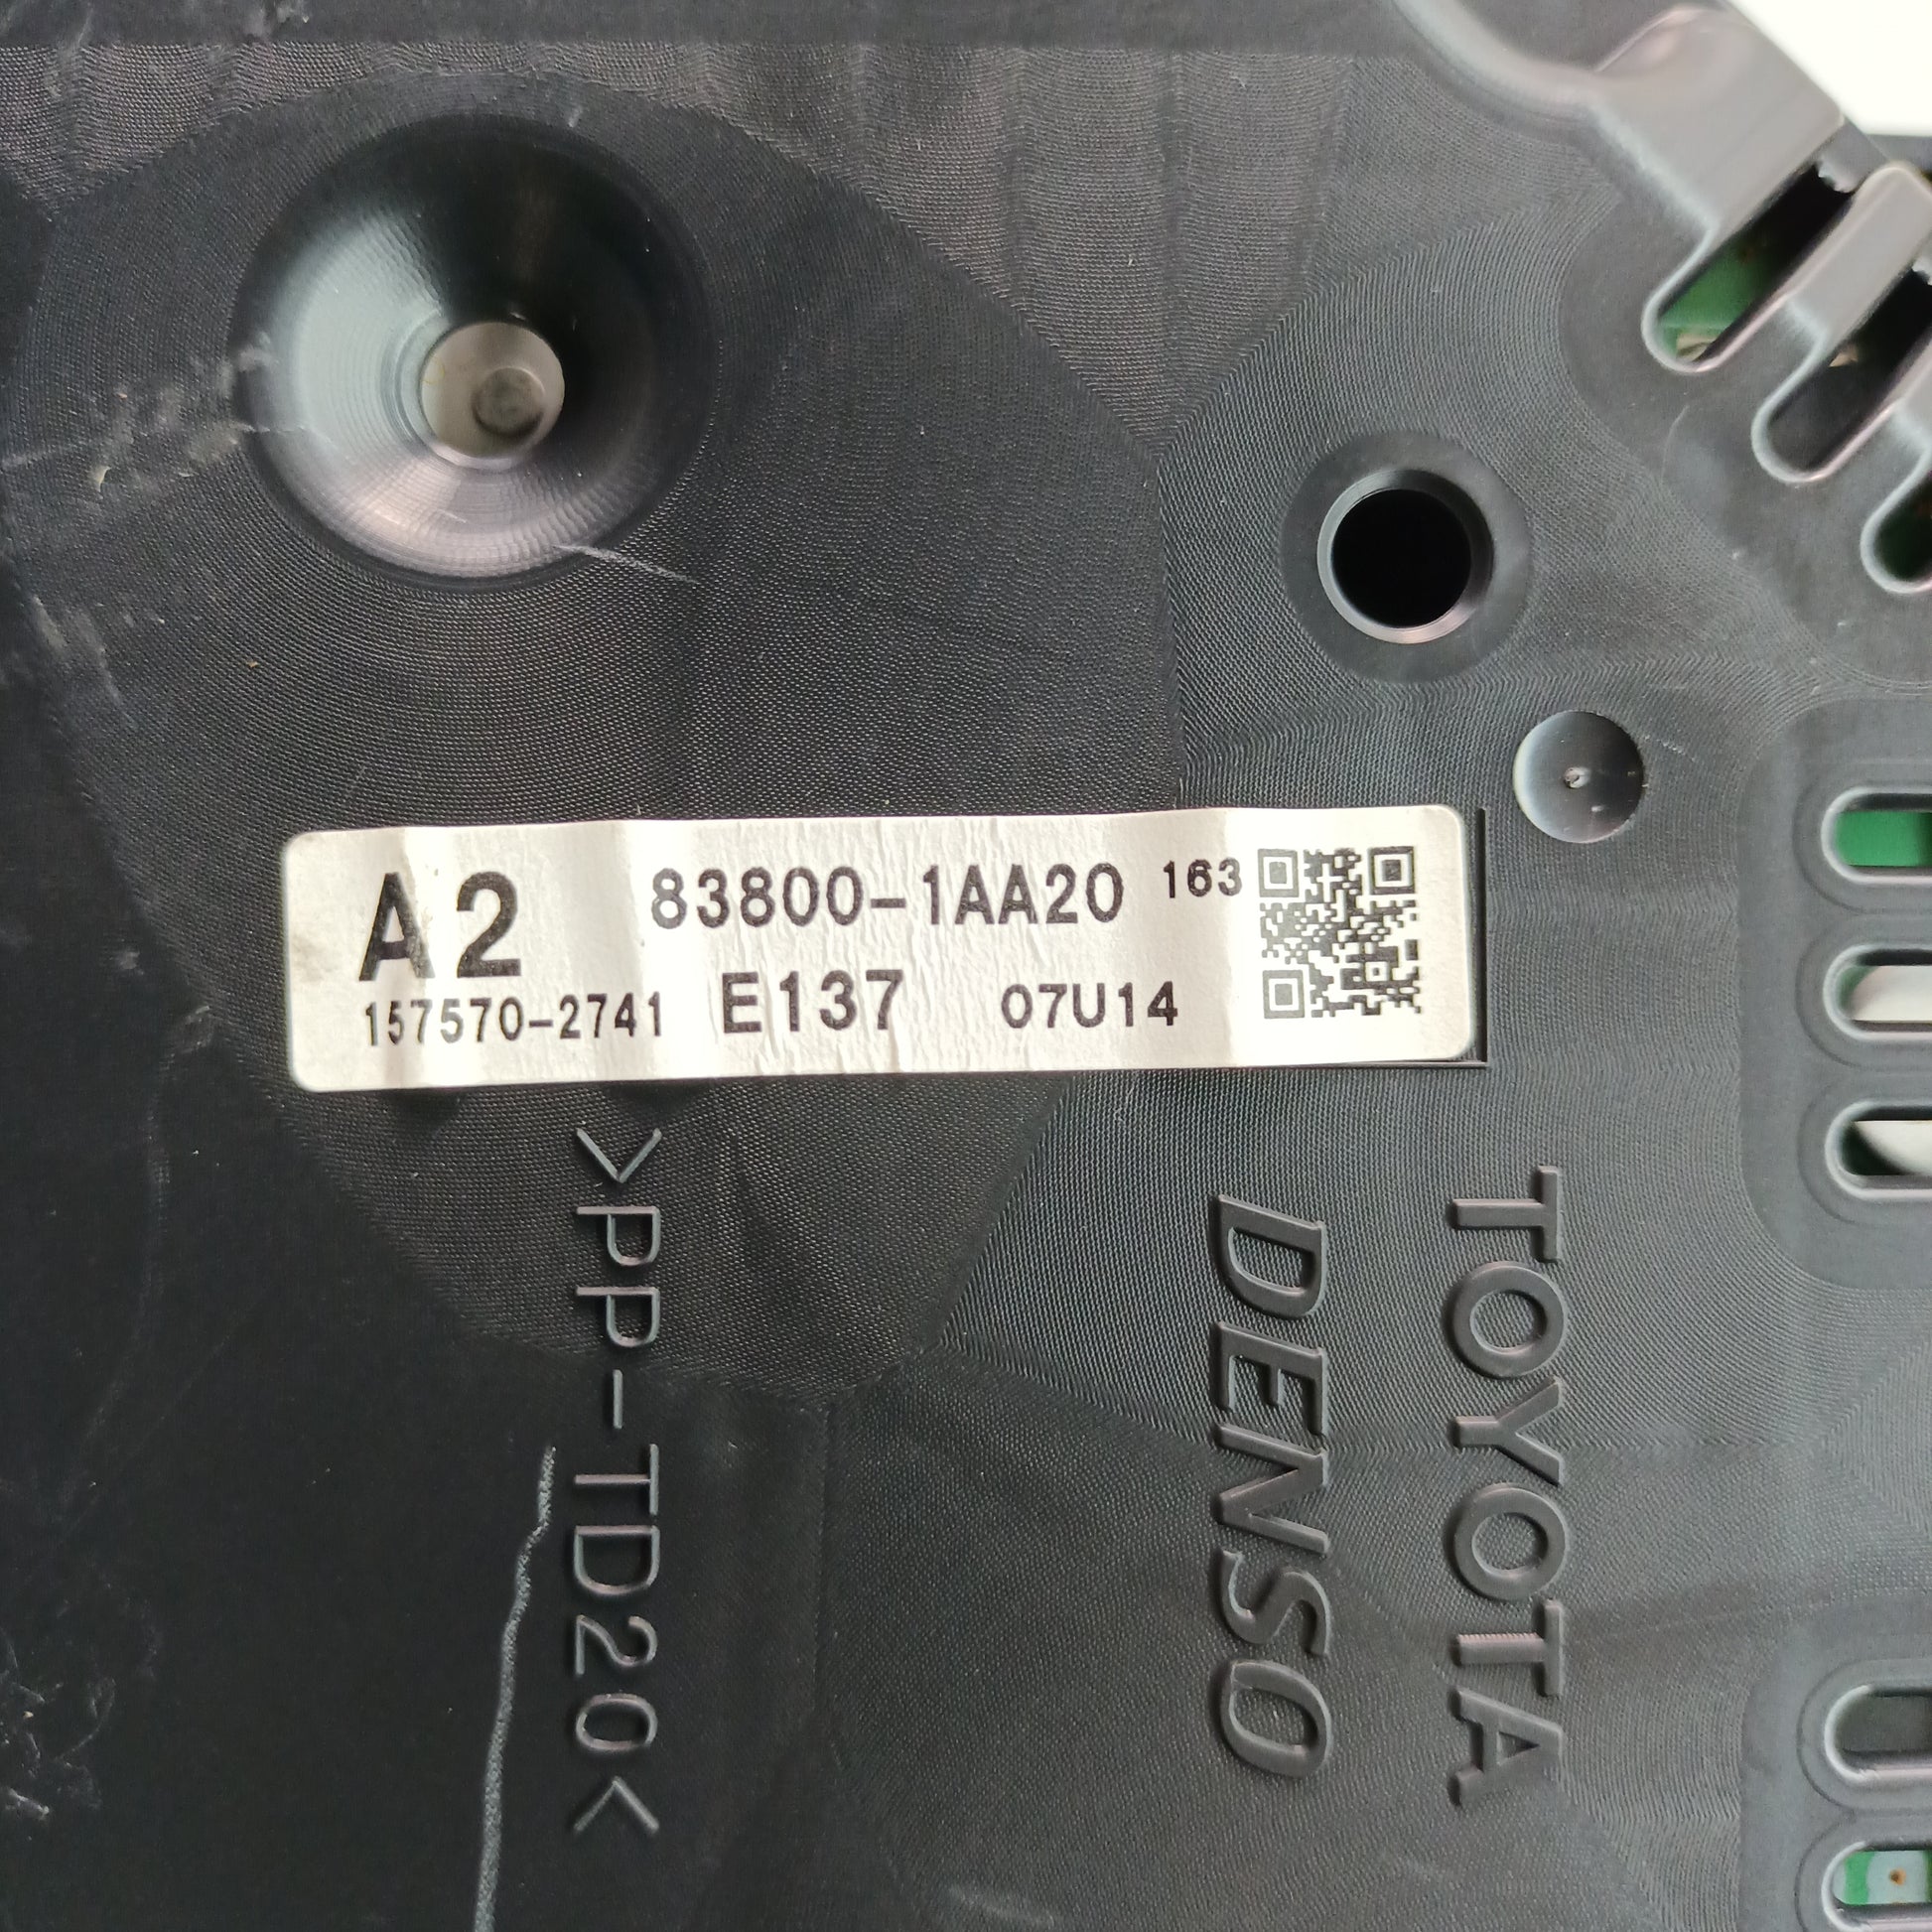 A2 83800-1AA20 163
157570-2741 E137 07U14
>PP-TD20<
DENSO
TOYOTA